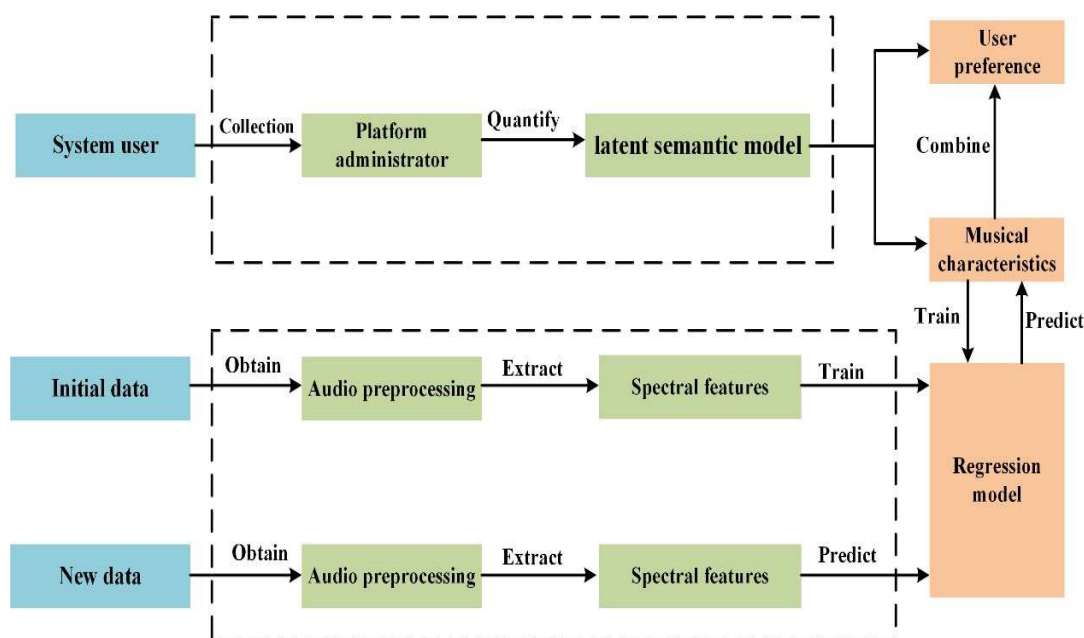 User
preference
System user
Collection
Platform
administrator
Quantify
latent semantic model
Combine
Musical
characteristics
Train
Predict
Initial data
Obtain
Audio preprocessing
Extract
Spectral features
Train
Regression
model
New data
Obtain
Audio preprocessing
Extract
Spectral features
Predict